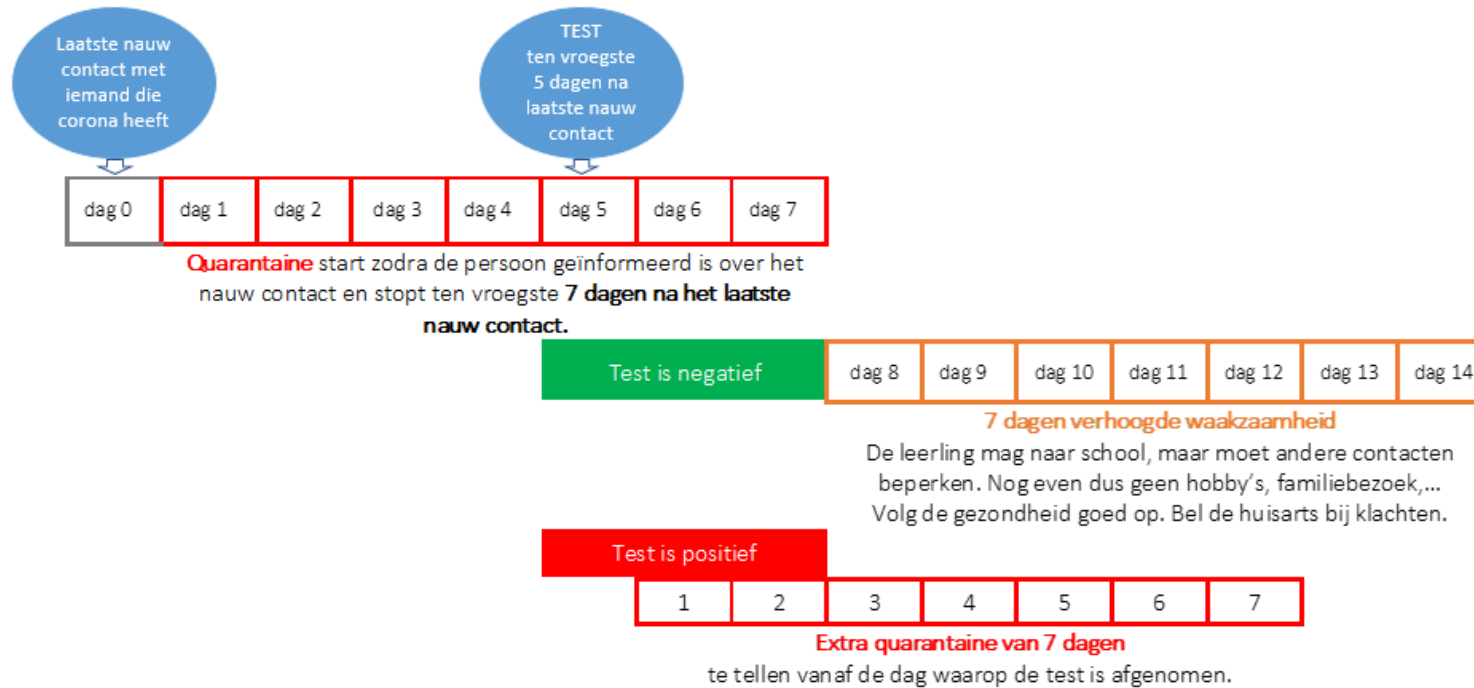 Laatste nauw
contact met
iemand die
corona heeft
TEST
ten vroegste
5 dagen na
laatste nauw
contact
dag 0 dag 1 dag 2 dag 3 dag 4 dag 5 dag 6 dag 7
Quarantaine start zodra de persoon geïnformeerd is over het
nauw contact en stopt ten vroegste 7 dagen na het laatste
nauw contact.
Test is negatief dag 8 dag 9 dag 10 dag 11 dag 12 dag 13 dag 14
7 dagen verhoogde waakzaamheid
De leerling mag naar school, maar moet andere contacten
beperken. Nog even dus geen hobby's, familiebezoek,...
Volg de gezondheid goed op. Bel de huisarts bij klachten.
Test is positief
1 2 3 4 5 6 7
Extra quarantaine van 7 dagen
te tellen vanaf de dag waarop de test is afgenomen.